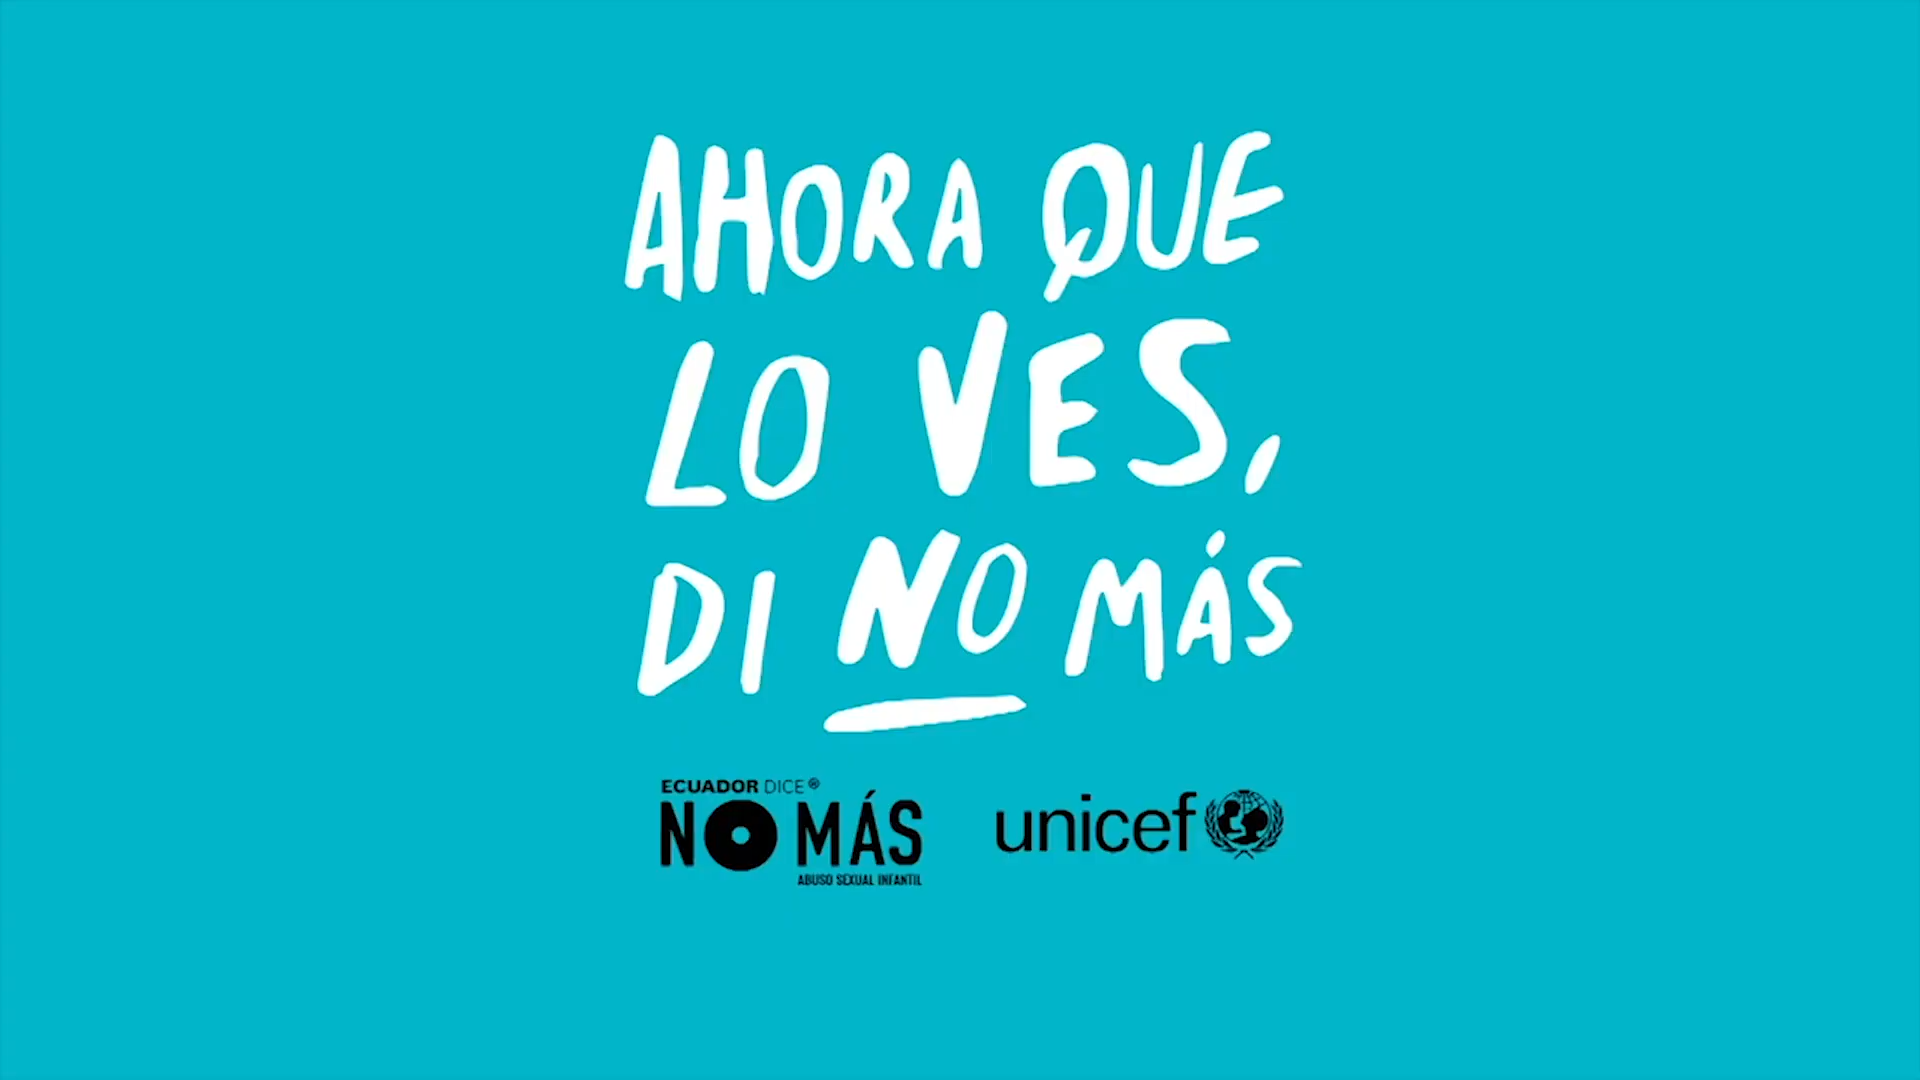 AHORA QUE
LO VES,
DI NO MÁS
ECUADOR DICE®
NO MÁS
ABUSO SEXUAL INFANTIL
unicef